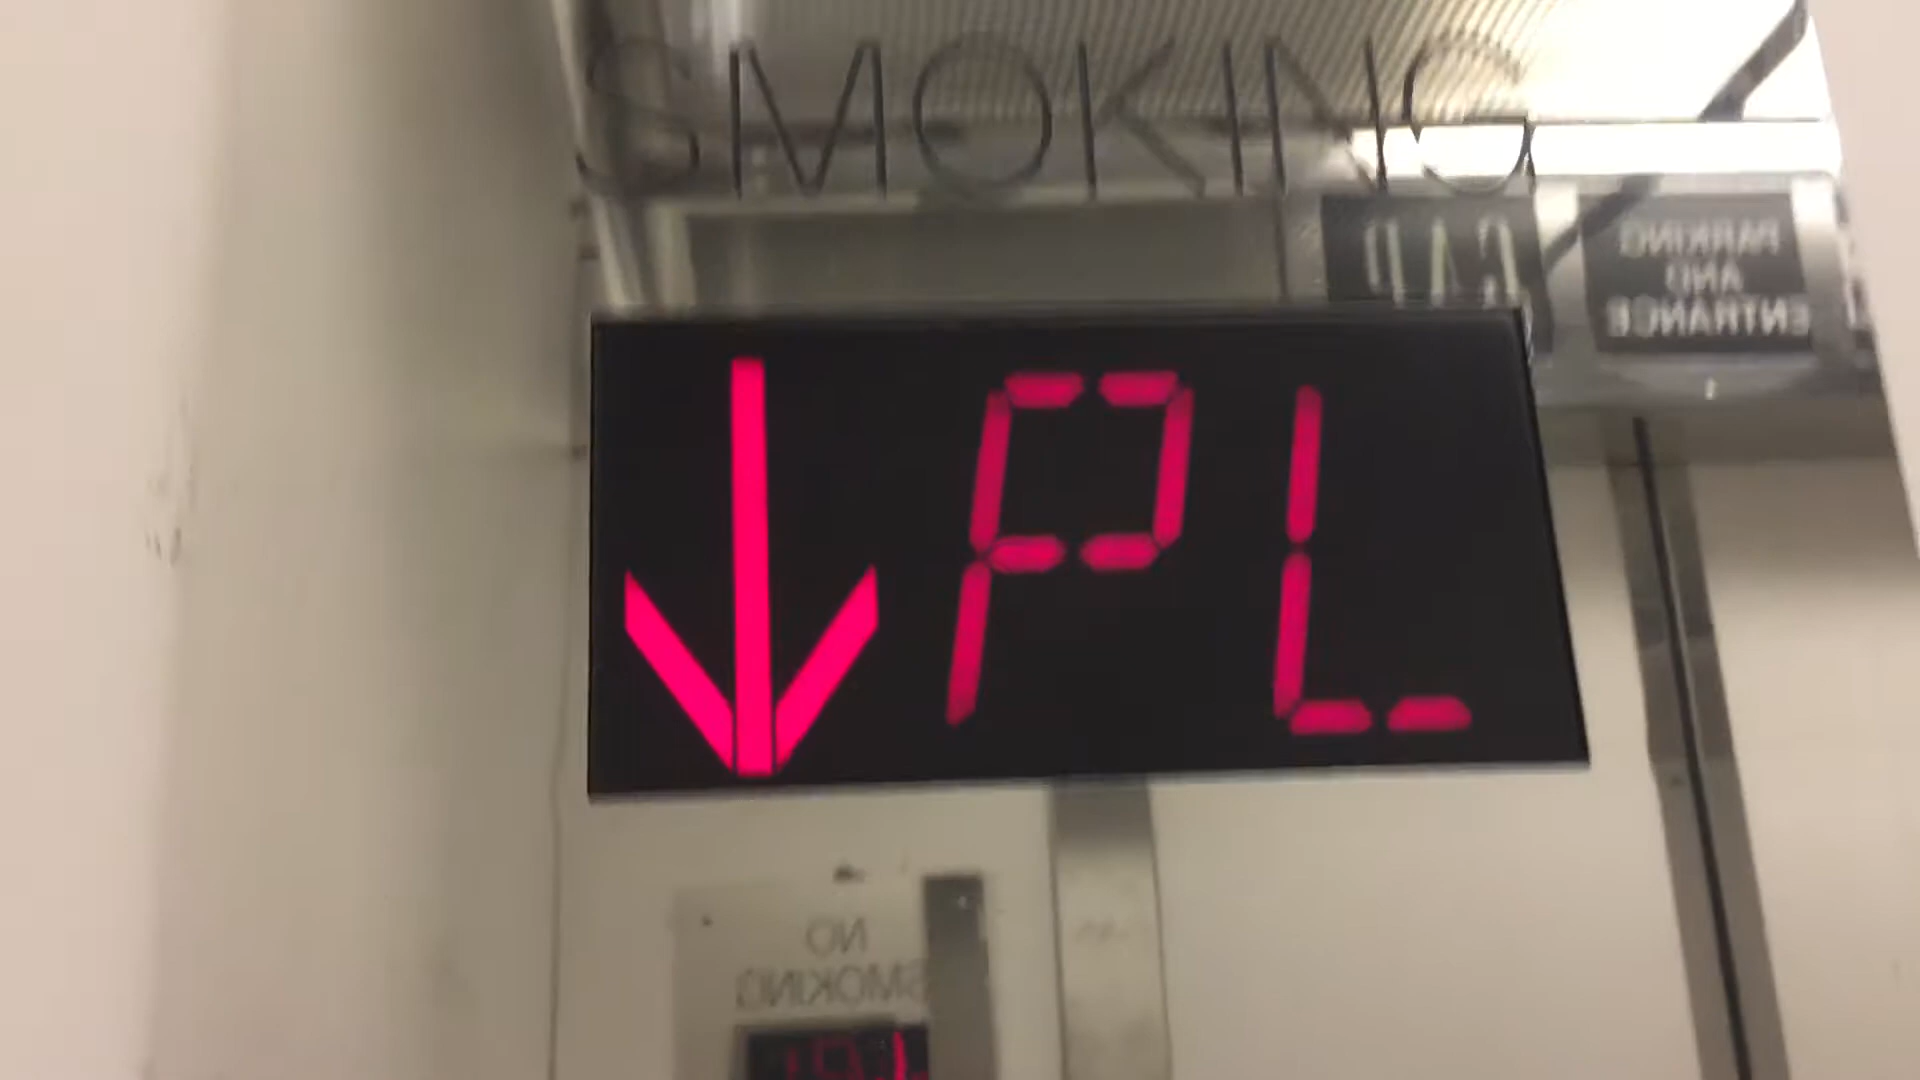 SMOKING
PARKING
AND
ENTRANCE
PL
NO
SMOKING